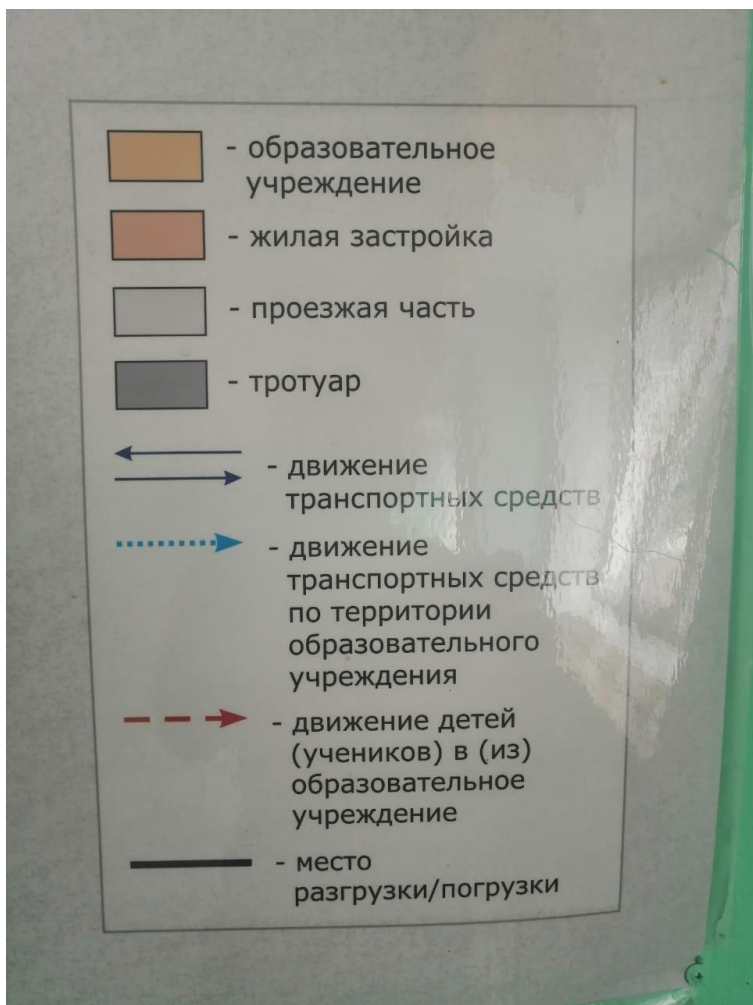 - образовательное
учреждение
- жилая застройка
- проезжая часть
- тротуар
- движение
транспортных средств
- движение
транспортных средств
по территории
образовательного
учреждения
- движение детей
(учеников) в (из)
образовательное
учреждение
- место
разгрузки/погрузки